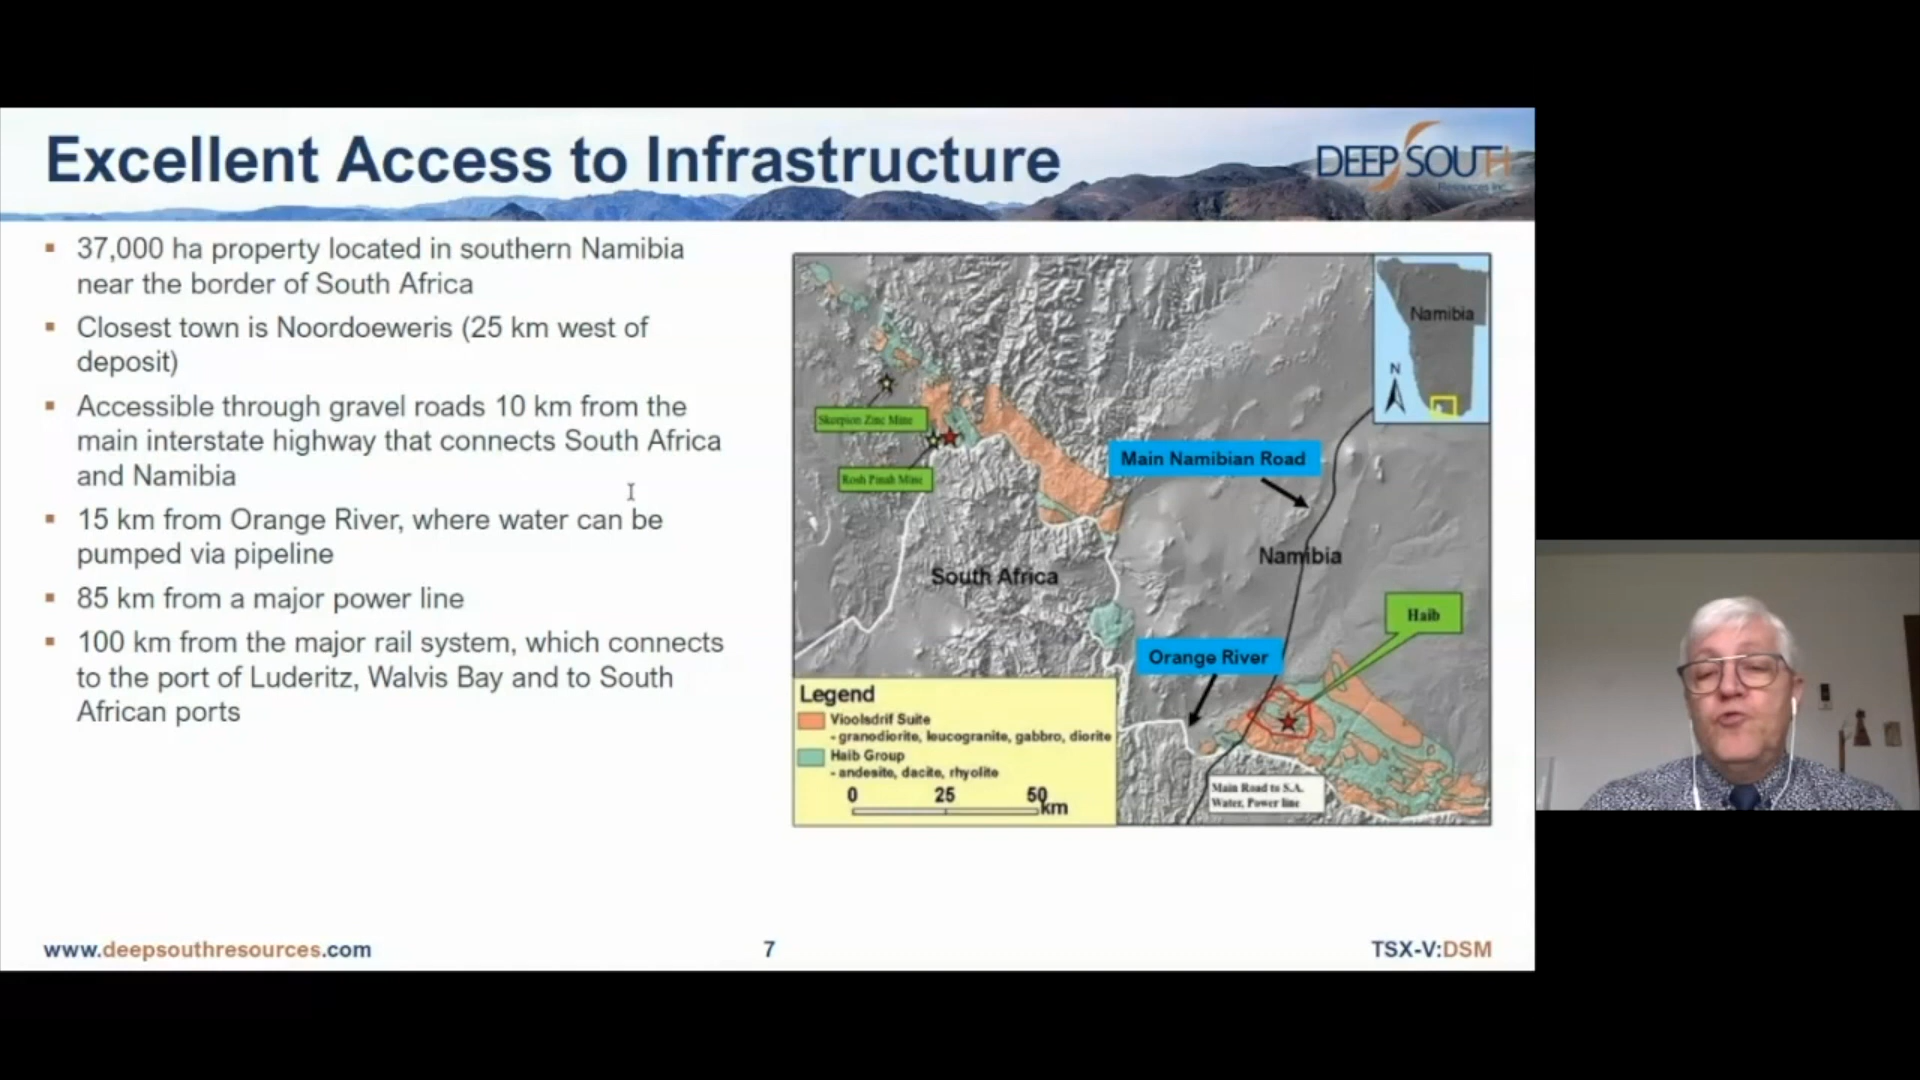 Excellent Access to Infrastructure
DEEP SOUTH
Resources Inc
▪ 37,000 ha property located in southern Namibia
near the border of South Africa
▪ Closest town is Noordoeweris (25 km west of
deposit)
▪ Accessible through gravel roads 10 km from the
main interstate highway that connects South Africa
and Namibia
▪ 15 km from Orange River, where water can be
pumped via pipeline
▪ 85 km from a major power line
▪ 100 km from the major rail system, which connects
to the port of Luderitz, Walvis Bay and to South
African ports
Namibia
N
Skorpion Zinc Mine
Rosh Pinah Mine
Main Namibian Road
Namibia
South Africa
Haib
Orange River
Legend
Vioolsdrif Suite
- granodiorite, leucogranite, gabbro, diorite
Haib Group
- andesite, dacite, rhyolite
0 25 50
km
Main Road to S.A.
Water, Power line
www.deepsouthresources.com
7
TSX-V:DSM